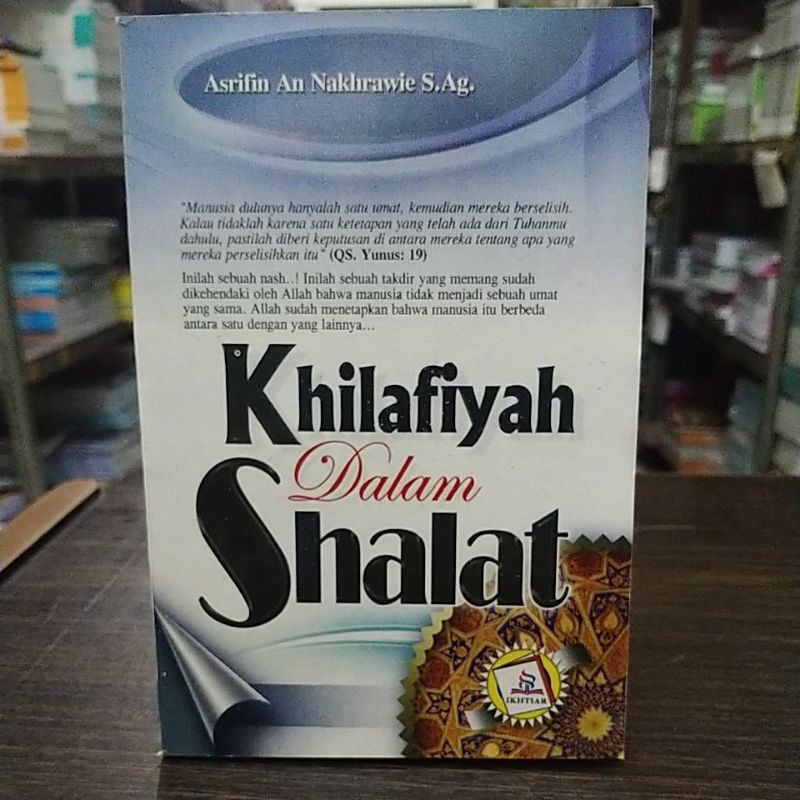 Asrifin An Nakhrawie S.Ag.
"Manusia dulunya hanyalah satu umat, kemudian mereka berselisih.
Kalau tidaklah karena satu ketetapan yang telah ada dari Tuhanmu
dahulu, pastilah diberi keputusan di antara mereka tentang apa yang
mereka perselisihkan itu" (QS. Yunus: 19)
Inilah sebuah nash..! Inilah sebuah takdir yang memang sudah
dikehendaki oleh Allah bahwa manusia tidak menjadi sebuah umat
yang sama. Allah sudah menetapkan bahwa manusia itu berbeda
antara satu dengan yang lainnya...
Khilafiyah
Dalam
Shalat
IKHTIAR